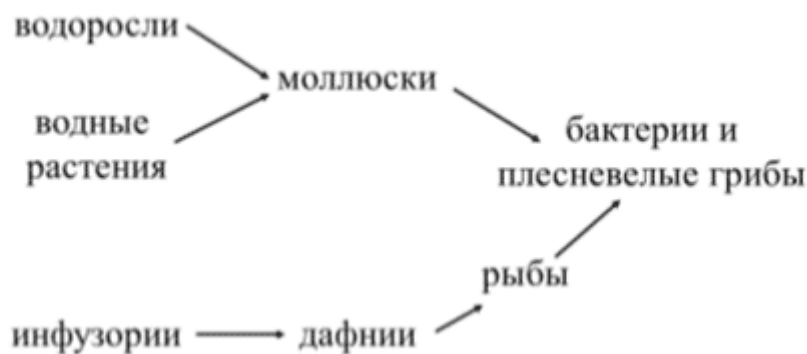 водоросли
моллюски
водные
растения
бактерии и
плесневелые грибы
рыбы
инфузории
дафнии